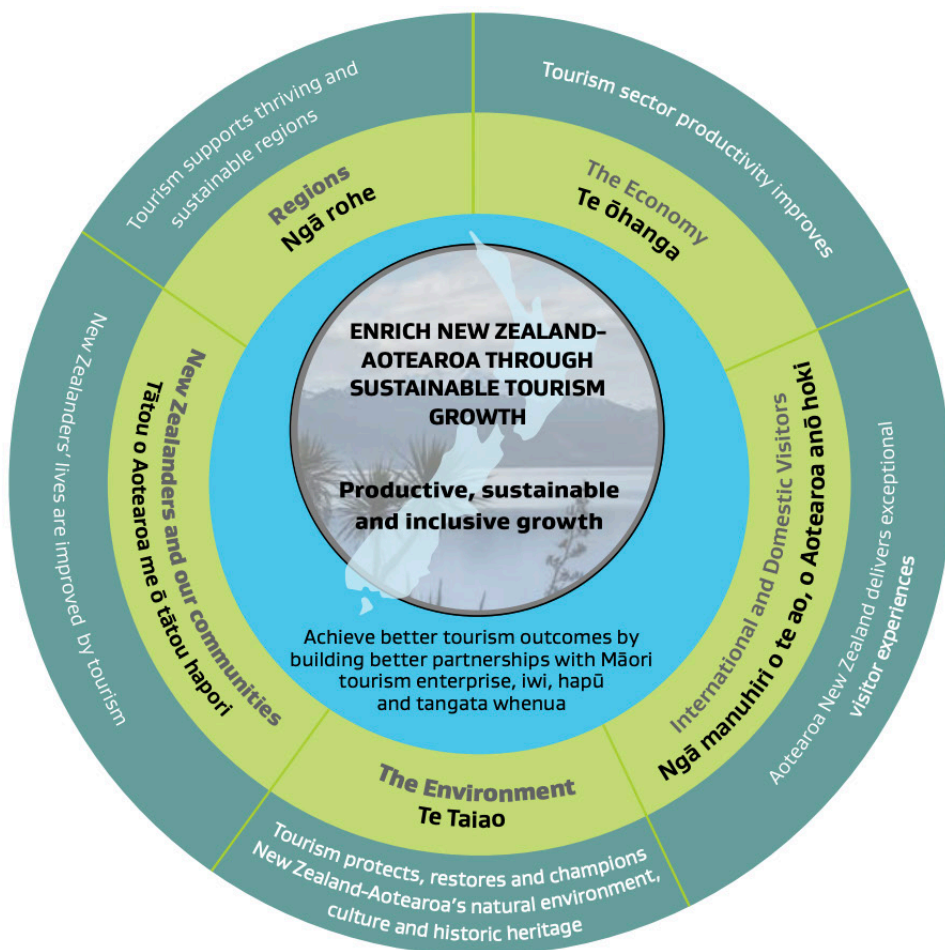 Tourism supports thriving and
sustainable regions
Regions
Ngā rohe
Tourism sector productivity improves
The Economy
Te ōhanga
ENRICH NEW ZEALAND–
AOTEAROA THROUGH
SUSTAINABLE TOURISM
GROWTH
Productive, sustainable
and inclusive growth
Achieve better tourism outcomes by
building better partnerships with Māori
tourism enterprise, iwi, hapū
and tangata whenua
International and Domestic Visitors
Ngā manuhiri o te ao, o Aotearoa anō hoki
Aotearoa New Zealand delivers exceptional
visitor experiences
The Environment
Te Taiao
Tourism protects, restores and champions
New Zealand–Aotearoa’s natural environment,
culture and historic heritage
New Zealanders and our communities
Tātou o Aotearoa me ō tātou hapori
New Zealanders’ lives are improved by tourism